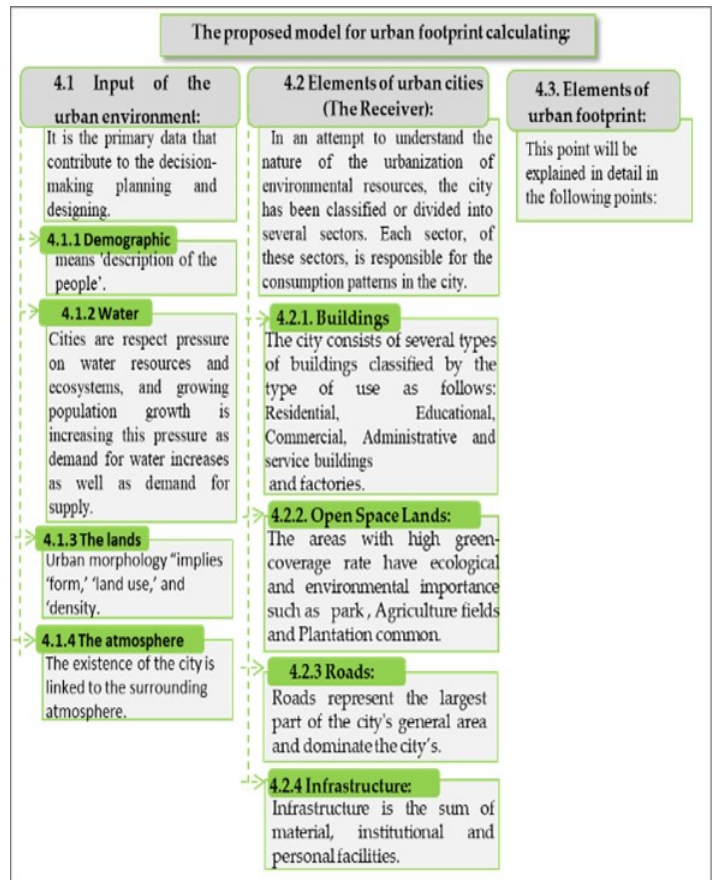 The proposed model for urban footprint calculating:
4.1 Input of the
urban environment:
It is the primary data that
contribute to the decision-
making planning and
designing.
4.1.1 Demographic
means 'description of the
people'.
4.1.2 Water
Cities are respect pressure
on water resources and
ecosystems, and growing
population growth is
increasing this pressure as
demand for water increases
as well as demand for
supply.
4.1.3 The lands
Urban morphology "implies
'form,' 'land use,' and
'density.
4.1.4 The atmosphere
The existence of the city is
linked to the surrounding
atmosphere.
4.2 Elements of urban cities
(The Receiver):
In an attempt to understand the
nature of the urbanization of
environmental resources, the city
has been classified or divided into
several sectors. Each sector, of
these sectors, is responsible for the
consumption patterns in the city.
4.2.1. Buildings
The city consists of several types
of buildings classified by the
type of use as follows:
Residential, Educational,
Commercial, Administrative and
service buildings
and factories.
4.2.2. Open Space Lands:
The areas with high green-
coverage rate have ecological
and environmental importance
such as park , Agriculture fields
and Plantation common.
4.2.3 Roads:
Roads represent the largest
part of the city's general area
and dominate the city's.
4.2.4 Infrastructure:
Infrastructure is the sum of
material, institutional and
personal facilities.
4.3. Elements of
urban footprint:
This point will be
explained in detail in
the following points: